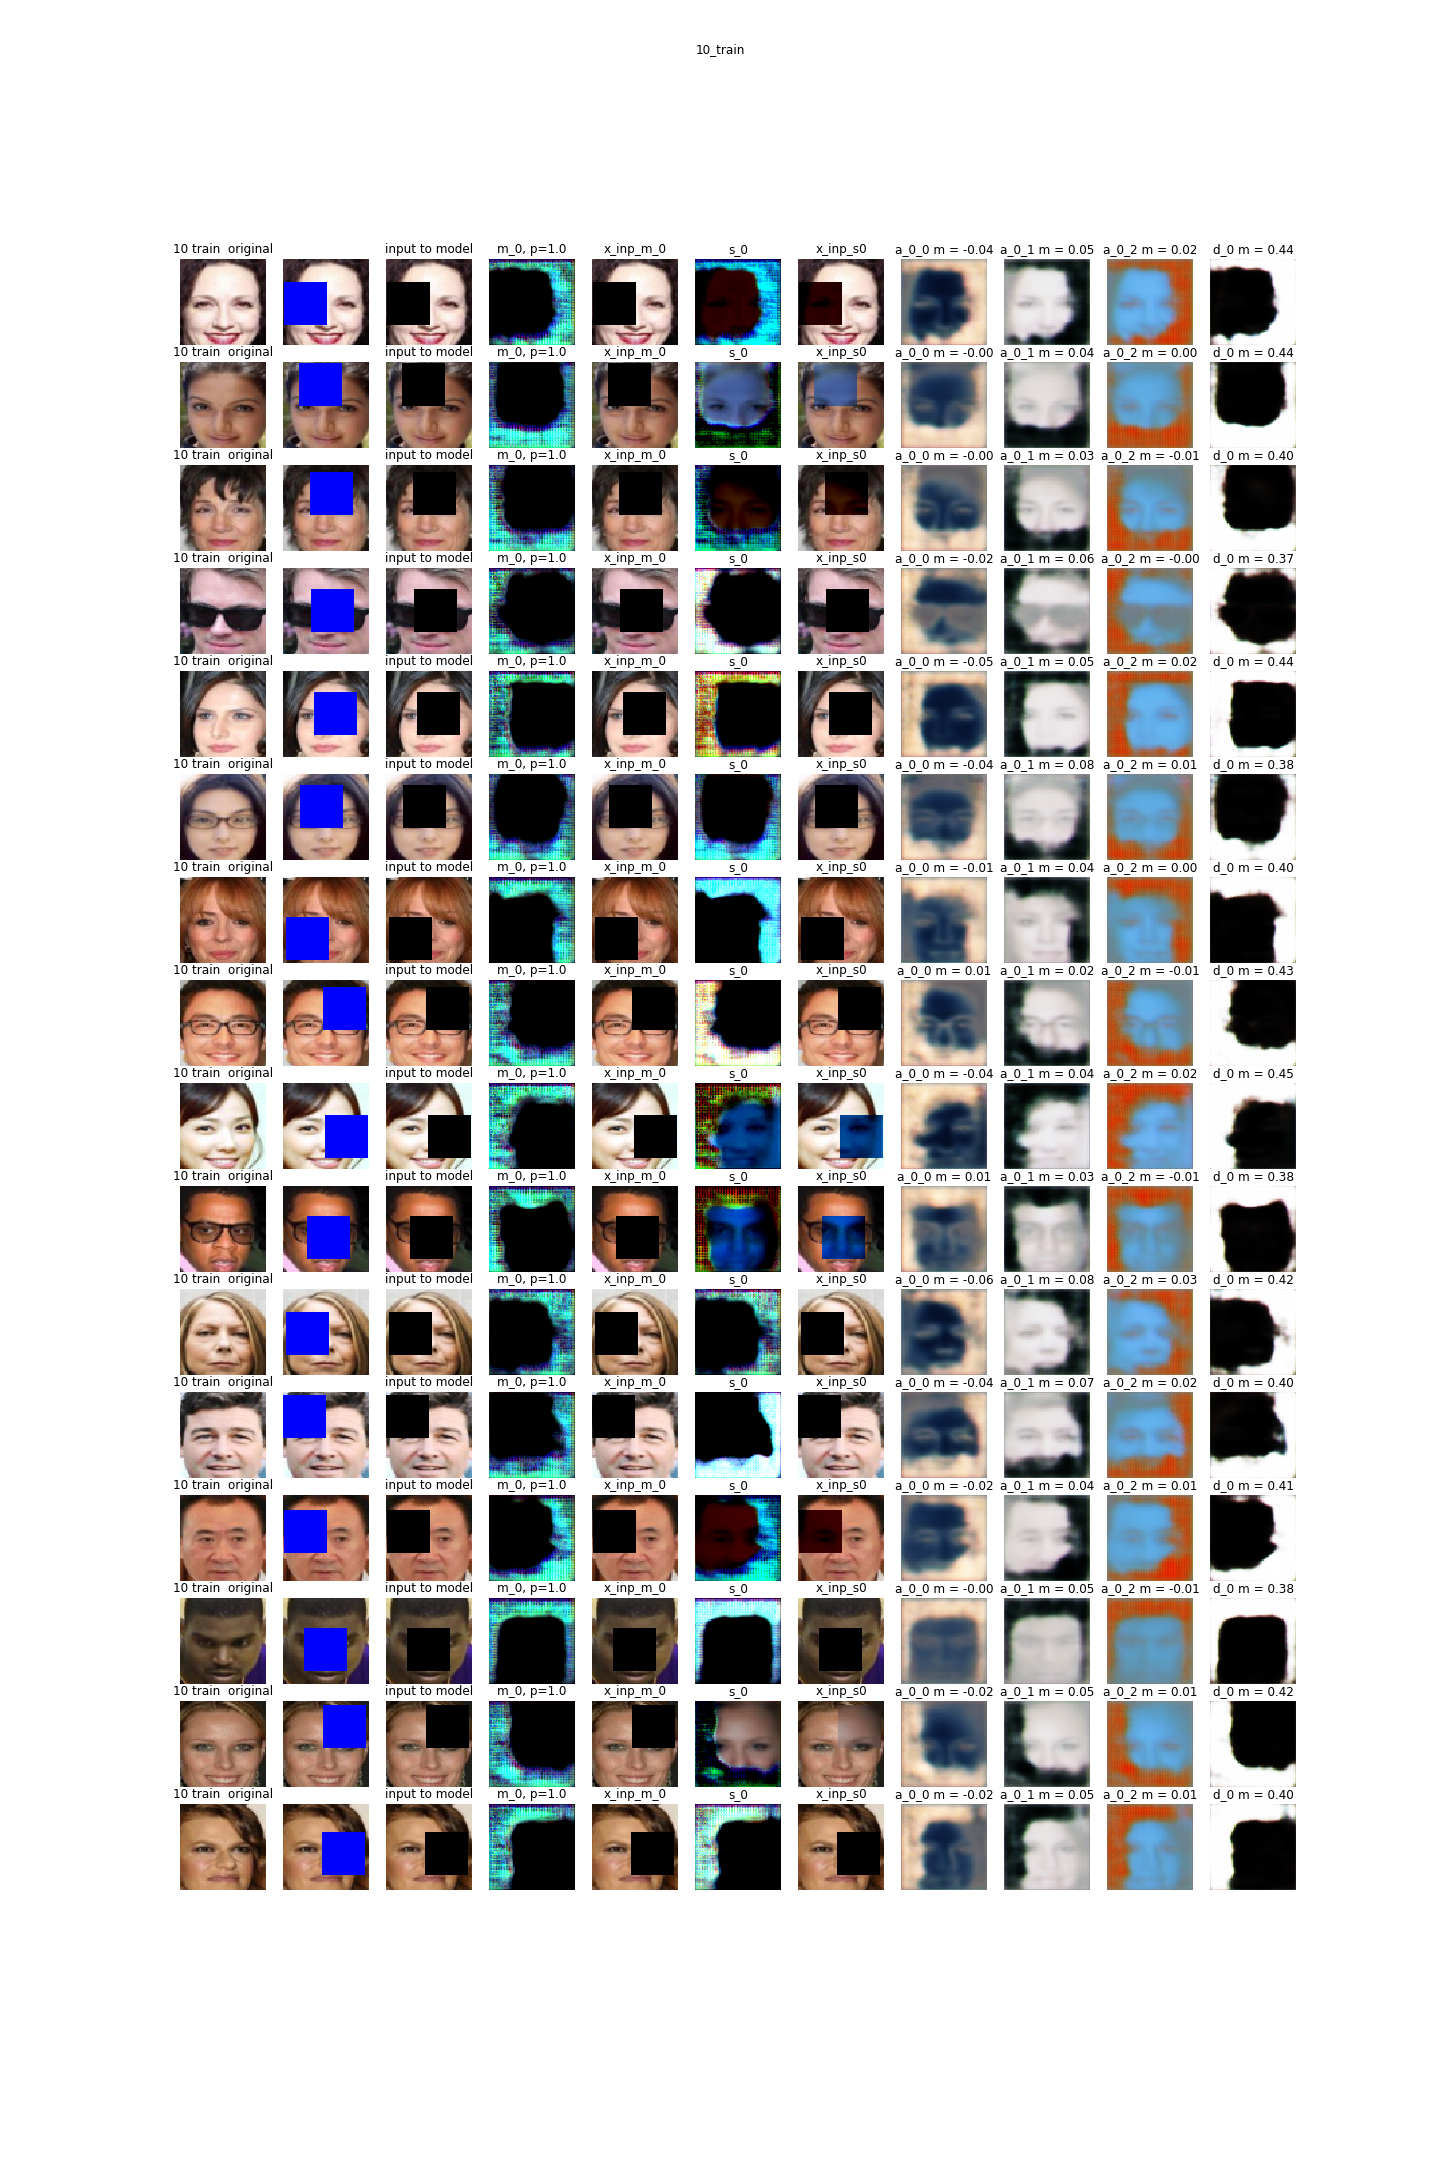 10_train
10 train original input to model m_0, p=1.0 x_inp_m_0 s_0 x_inp_s0 a_0_0 m = -0.04 a_0_1 m = 0.05 a_0_2 m = 0.02 d_0 m = 0.44
10 train original input to model m_0, p=1.0 x_inp_m_0 s_0 x_inp_s0 a_0_0 m = -0.00 a_0_1 m = 0.04 a_0_2 m = 0.00 d_0 m = 0.44
10 train original input to model m_0, p=1.0 x_inp_m_0 s_0 x_inp_s0 a_0_0 m = -0.00 a_0_1 m = 0.03 a_0_2 m = -0.01 d_0 m = 0.40
10 train original input to model m_0, p=1.0 x_inp_m_0 s_0 x_inp_s0 a_0_0 m = -0.02 a_0_1 m = 0.06 a_0_2 m = -0.00 d_0 m = 0.37
10 train original input to model m_0, p=1.0 x_inp_m_0 s_0 x_inp_s0 a_0_0 m = -0.05 a_0_1 m = 0.05 a_0_2 m = 0.02 d_0 m = 0.44
10 train original input to model m_0, p=1.0 x_inp_m_0 s_0 x_inp_s0 a_0_0 m = -0.04 a_0_1 m = 0.08 a_0_2 m = 0.01 d_0 m = 0.38
10 train original input to model m_0, p=1.0 x_inp_m_0 s_0 x_inp_s0 a_0_0 m = -0.01 a_0_1 m = 0.04 a_0_2 m = 0.00 d_0 m = 0.40
10 train original input to model m_0, p=1.0 x_inp_m_0 s_0 x_inp_s0 a_0_0 m = 0.01 a_0_1 m = 0.02 a_0_2 m = -0.01 d_0 m = 0.43
10 train original input to model m_0, p=1.0 x_inp_m_0 s_0 x_inp_s0 a_0_0 m = -0.04 a_0_1 m = 0.04 a_0_2 m = 0.02 d_0 m = 0.45
10 train original input to model m_0, p=1.0 x_inp_m_0 s_0 x_inp_s0 a_0_0 m = 0.01 a_0_1 m = 0.03 a_0_2 m = -0.01 d_0 m = 0.38
10 train original input to model m_0, p=1.0 x_inp_m_0 s_0 x_inp_s0 a_0_0 m = -0.06 a_0_1 m = 0.08 a_0_2 m = 0.03 d_0 m = 0.42
10 train original input to model m_0, p=1.0 x_inp_m_0 s_0 x_inp_s0 a_0_0 m = -0.04 a_0_1 m = 0.07 a_0_2 m = 0.02 d_0 m = 0.40
10 train original input to model m_0, p=1.0 x_inp_m_0 s_0 x_inp_s0 a_0_0 m = -0.02 a_0_1 m = 0.04 a_0_2 m = 0.01 d_0 m = 0.41
10 train original input to model m_0, p=1.0 x_inp_m_0 s_0 x_inp_s0 a_0_0 m = -0.00 a_0_1 m = 0.05 a_0_2 m = -0.01 d_0 m = 0.38
10 train original input to model m_0, p=1.0 x_inp_m_0 s_0 x_inp_s0 a_0_0 m = -0.02 a_0_1 m = 0.05 a_0_2 m = 0.01 d_0 m = 0.42
10 train original input to model m_0, p=1.0 x_inp_m_0 s_0 x_inp_s0 a_0_0 m = -0.02 a_0_1 m = 0.05 a_0_2 m = 0.01 d_0 m = 0.40